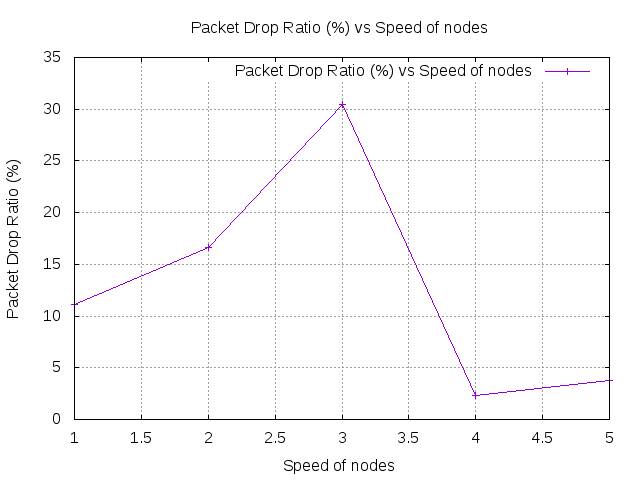 Packet Drop Ratio (%) vs Speed of nodes
35
Packet Drop Ratio (%) vs Speed of nodes
30
25
20
15
10
5
0
Packet Drop Ratio (%)
1 1.5 2 2.5 3 3.5 4 4.5 5
Speed of nodes